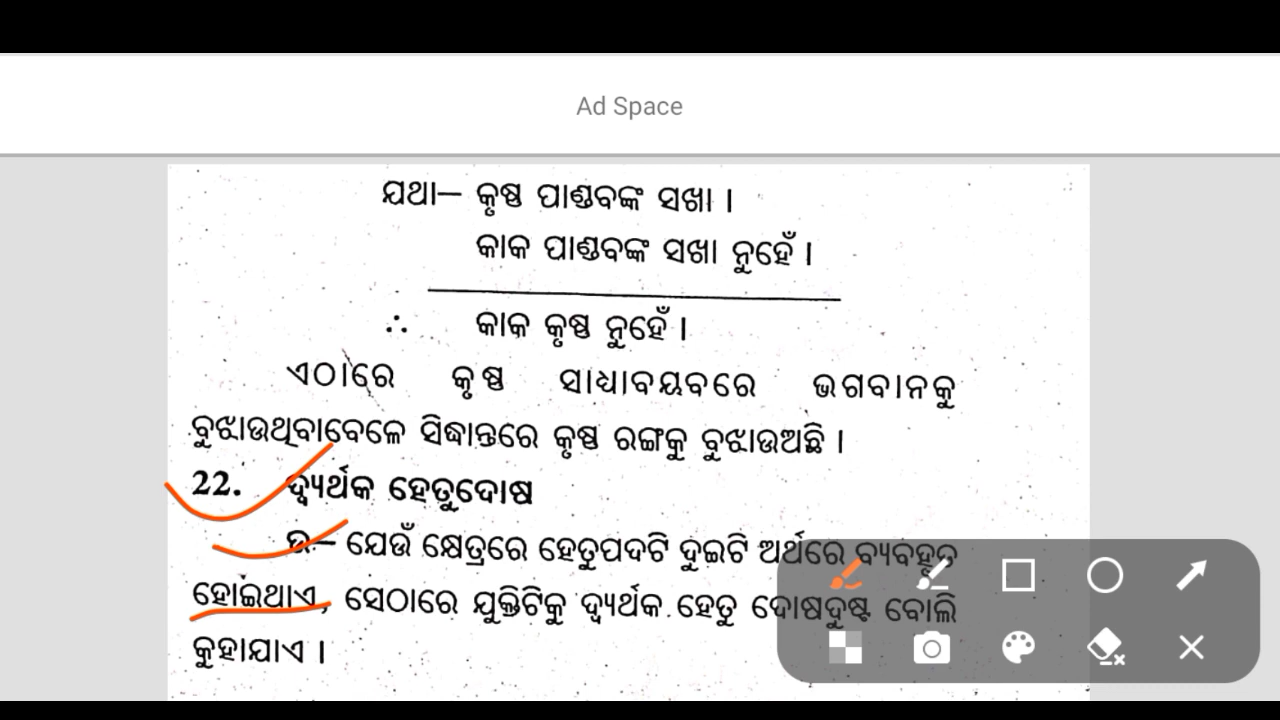 Ad Space
ଯଥା— କୃଷ୍ଣ ପାଣ୍ଡବଙ୍କ ସଖା ।
କାକ ପାଣ୍ଡବଙ୍କ ସଖା ନୁହେଁ ।
∴ କାକ କୃଷ୍ଣ ନୁହେଁ ।
ଏଠାରେ କୃଷ୍ଣ ସାଧ୍ୟାବୟବରେ ଭଗବାନକୁ
ବୁଝାଉଥିବାବେଳେ ସିଦ୍ଧାନ୍ତରେ କୃଷ୍ଣ ରଙ୍ଗକୁ ବୁଝାଉଅଛି ।
22. ଦ୍ବ୍ୟର୍ଥକ ହେତୁଦୋଷ
ଉ— ଯେଉଁ କ୍ଷେତ୍ରରେ ହେତୁପଦଟି ଦୁଇଟି ଅର୍ଥରେ ବ୍ୟବହୃତ
ହୋଇଥାଏ, ସେଠାରେ ଯୁକ୍ତିଟିକୁ ଦ୍ବ୍ୟର୍ଥକ ହେତୁ ଦୋଷଦୁଷ୍ଟ ବୋଲି
କୁହାଯାଏ ।